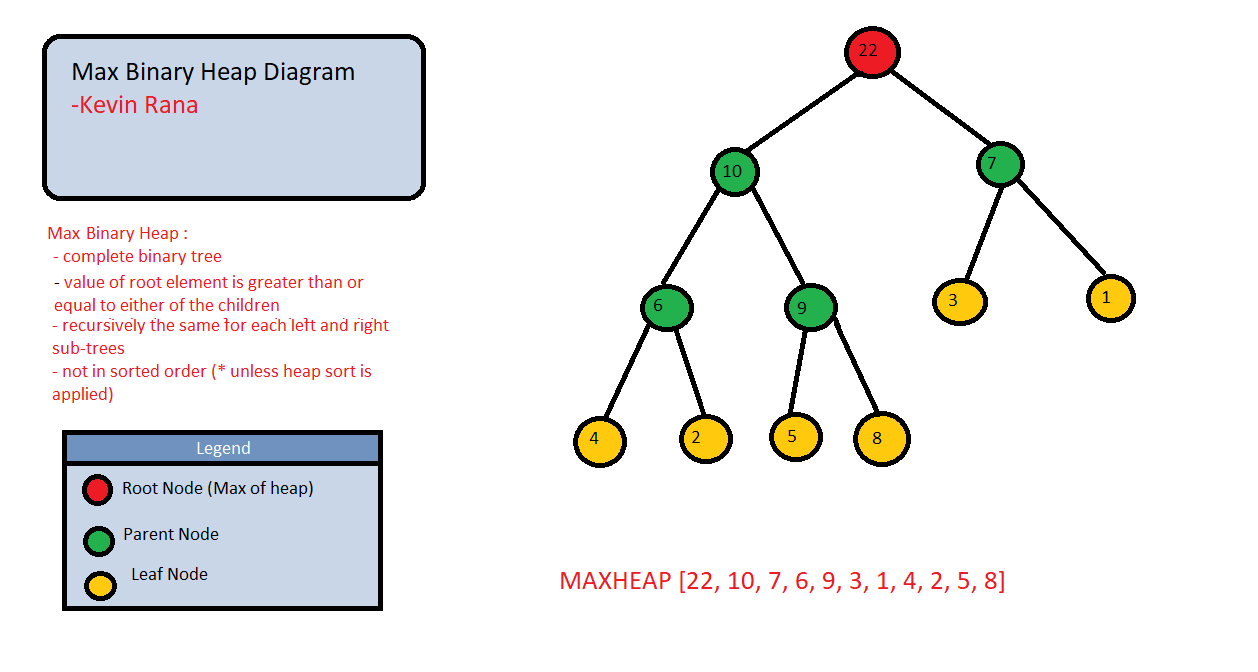 Max Binary Heap Diagram
-Kevin Rana
Max Binary Heap :
- complete binary tree
- value of root element is greater than or
equal to either of the children
- recursively the same for each left and right
sub-trees
- not in sorted order (* unless heap sort is
applied)
Legend
Root Node (Max of heap)
Parent Node
Leaf Node
22
10
7
6
9
3
1
4
2
5
8
MAXHEAP [22, 10, 7, 6, 9, 3, 1, 4, 2, 5, 8]